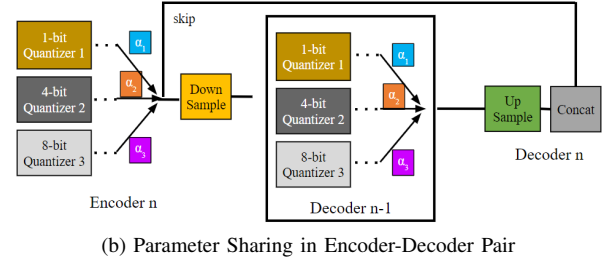 skip
1-bit
Quantizer 1
α1
4-bit
Quantizer 2
α2
8-bit
Quantizer 3
α3
Encoder n
Down
Sample
1-bit
Quantizer 1
α1
4-bit
Quantizer 2
α2
8-bit
Quantizer 3
α3
Decoder n-1
Up
Sample
Concat
Decoder n
(b) Parameter Sharing in Encoder-Decoder Pair